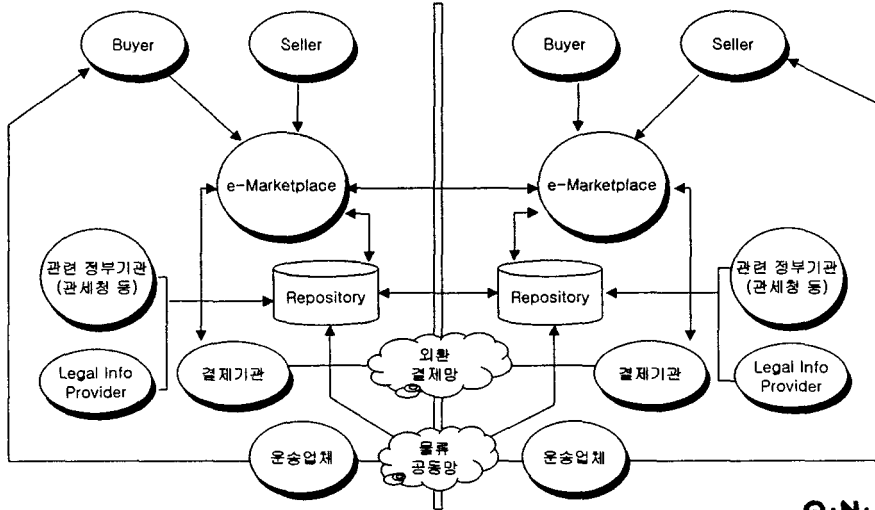 Buyer
Seller
Buyer
Seller
e-Marketplace
e-Marketplace
관련 정부기관
(관세청 등)
Repository
Repository
관련 정부기관
(관세청 등)
외환
결제망
Legal Info
Provider
결제기관
결제기관
Legal Info
Provider
운송업체
물류
공동망
운송업체